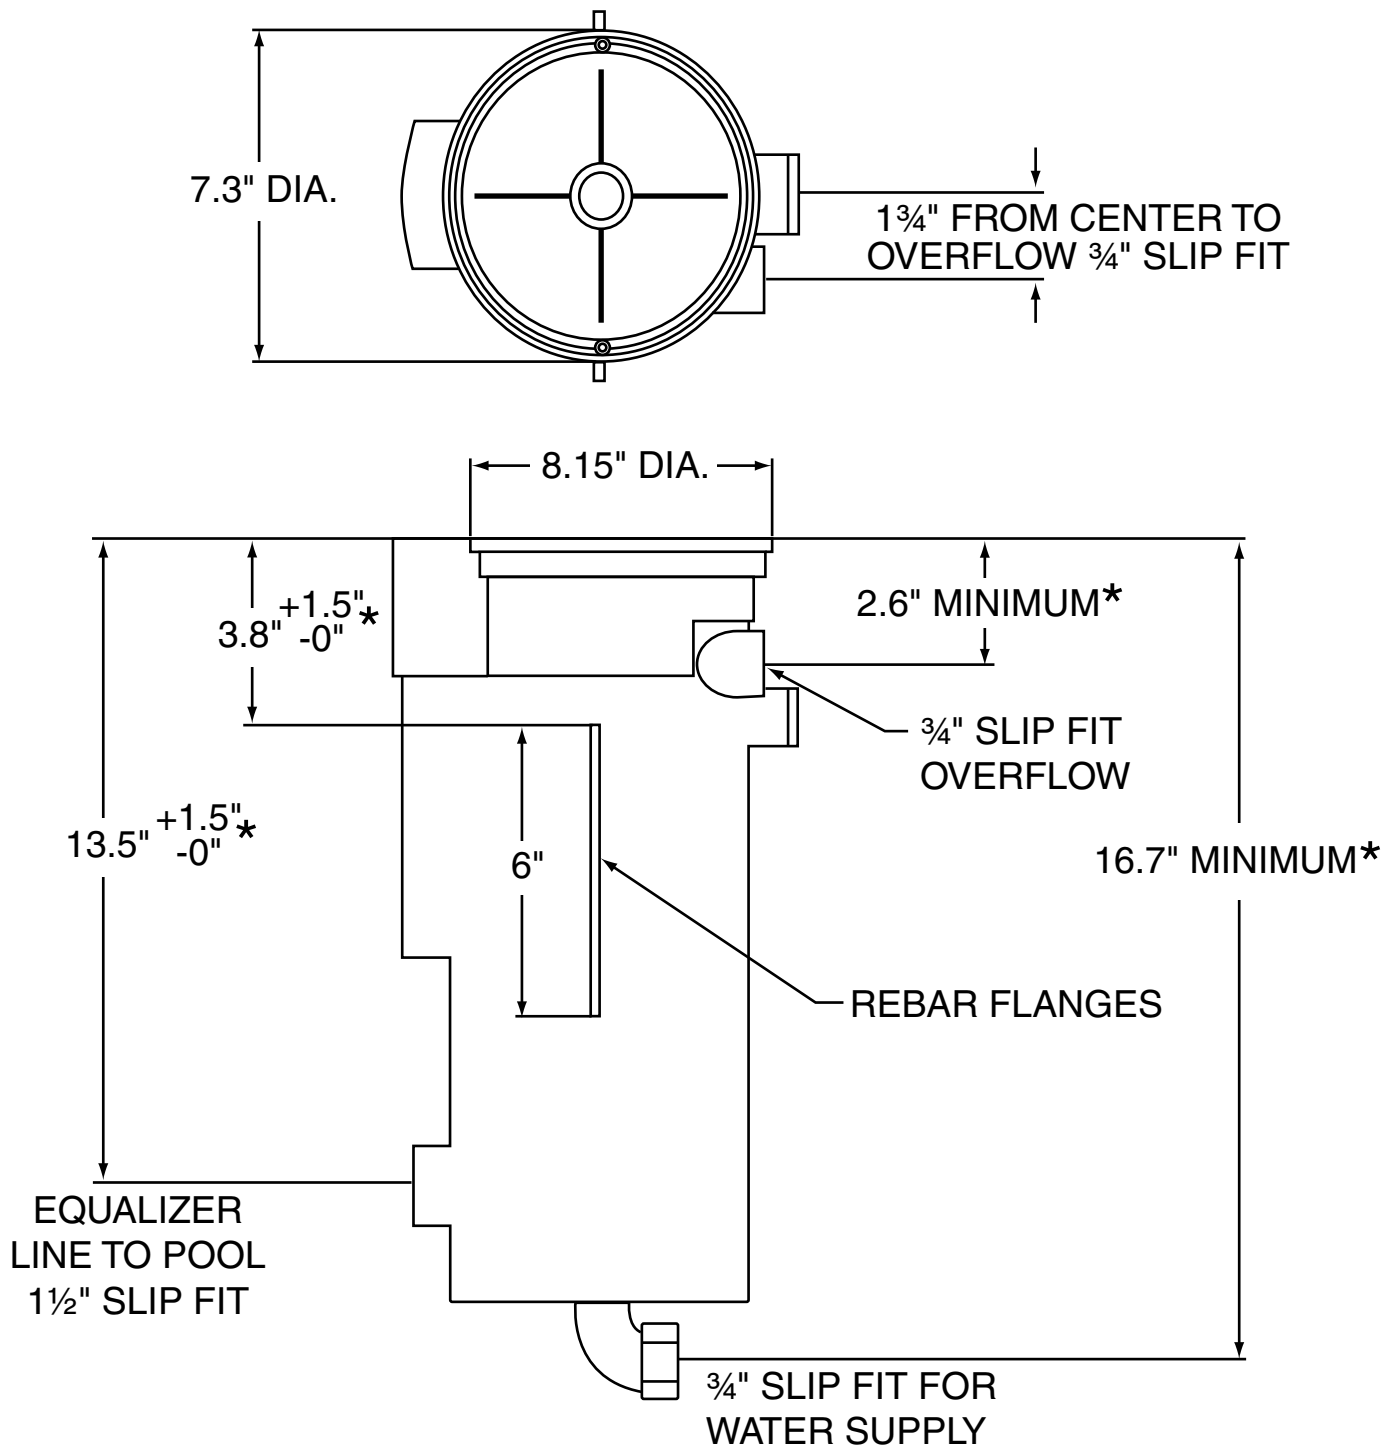 7.3" DIA.
1¾" FROM CENTER TO
OVERFLOW ¾" SLIP FIT
8.15" DIA.
3.8" +1.5" -0" *
2.6" MINIMUM*
¾" SLIP FIT
OVERFLOW
13.5" +1.5" -0" *
6"
16.7" MINIMUM*
REBAR FLANGES
EQUALIZER
LINE TO POOL
1½" SLIP FIT
¾" SLIP FIT FOR
WATER SUPPLY